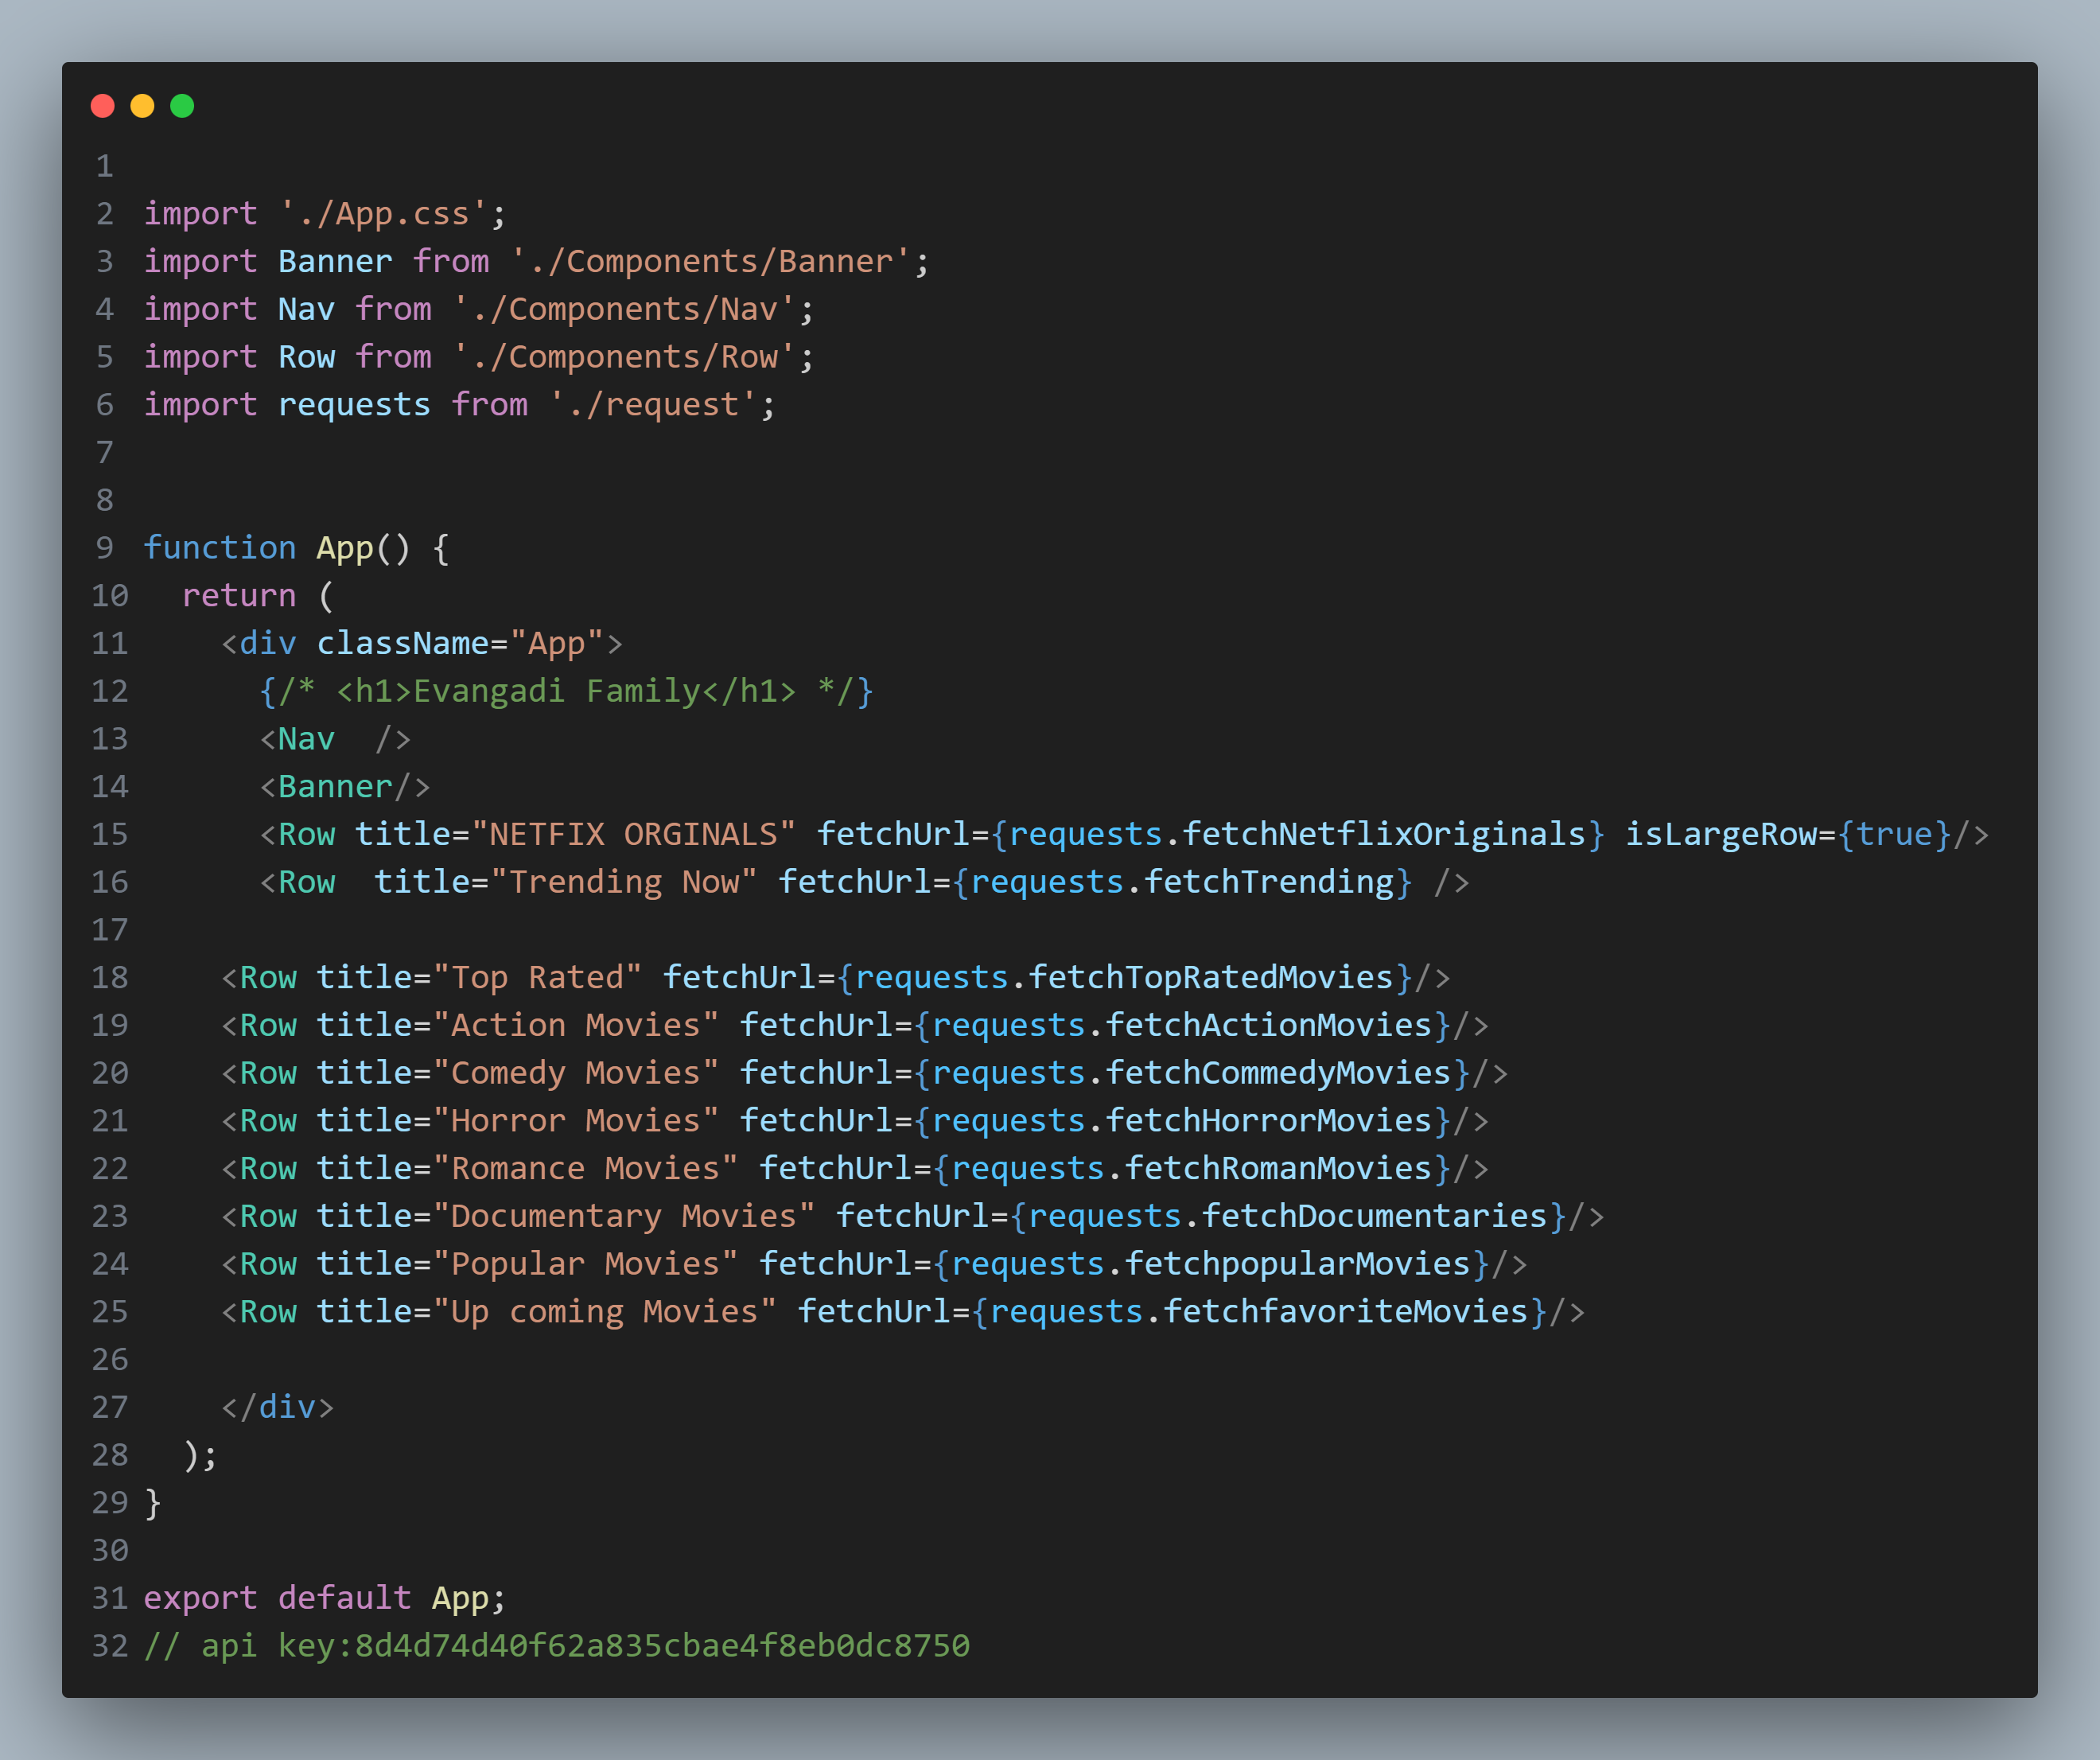 1
2 import './App.css';
3 import Banner from './Components/Banner';
4 import Nav from './Components/Nav';
5 import Row from './Components/Row';
6 import requests from './request';
7
8
9 function App() {
10   return (
11     <div className="App">
12       {/* <h1>Evangadi Family</h1> */}
13       <Nav  />
14       <Banner/>
15       <Row title="NETFIX ORGINALS" fetchUrl={requests.fetchNetflixOriginals} isLargeRow={true}/>
16       <Row  title="Trending Now" fetchUrl={requests.fetchTrending} />
17
18     <Row title="Top Rated" fetchUrl={requests.fetchTopRatedMovies}/>
19     <Row title="Action Movies" fetchUrl={requests.fetchActionMovies}/>
20     <Row title="Comedy Movies" fetchUrl={requests.fetchCommedyMovies}/>
21     <Row title="Horror Movies" fetchUrl={requests.fetchHorrorMovies}/>
22     <Row title="Romance Movies" fetchUrl={requests.fetchRomanMovies}/>
23     <Row title="Documentary Movies" fetchUrl={requests.fetchDocumentaries}/>
24     <Row title="Popular Movies" fetchUrl={requests.fetchpopularMovies}/>
25     <Row title="Up coming Movies" fetchUrl={requests.fetchfavoriteMovies}/>
26
27     </div>
28   );
29 }
30
31 export default App;
32 // api key:8d4d74d40f62a835cbae4f8eb0dc8750